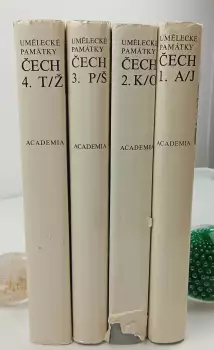 UMĚLECKÉ
PAMÁTKY
ČECH
4. T/Ž
ACADEMIA
UMĚLECKÉ
PAMÁTKY
ČECH
3. P/Š
ACADEMIA
UMĚLECKÉ
PAMÁTKY
ČECH
2. K/O
ACADEMIA
UMĚLECKÉ
PAMÁTKY
ČECH
1. A/J
ACADEMIA